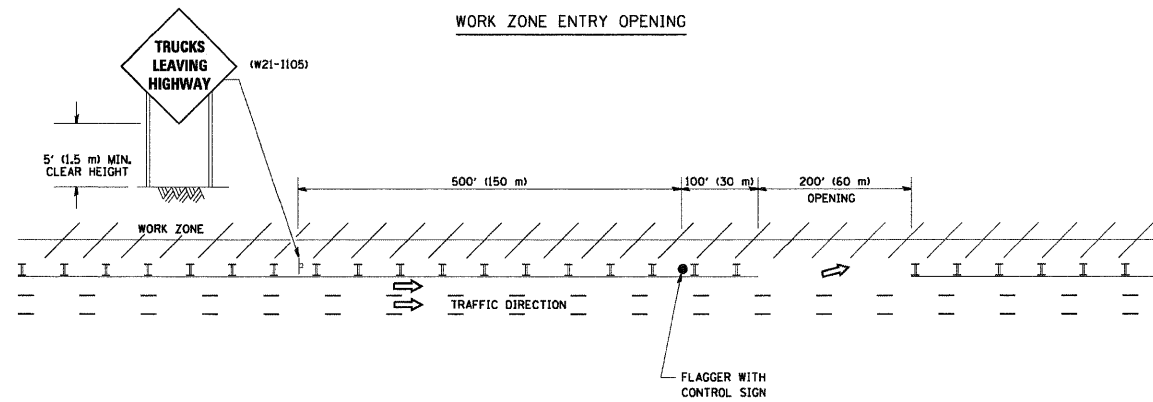 WORK ZONE ENTRY OPENING
TRUCKS
LEAVING
HIGHWAY
(W21-I105)
5' (1.5 m) MIN.
CLEAR HEIGHT
500' (150 m)
100' (30 m)
200' (60 m)
OPENING
WORK ZONE
TRAFFIC DIRECTION
FLAGGER WITH
CONTROL SIGN